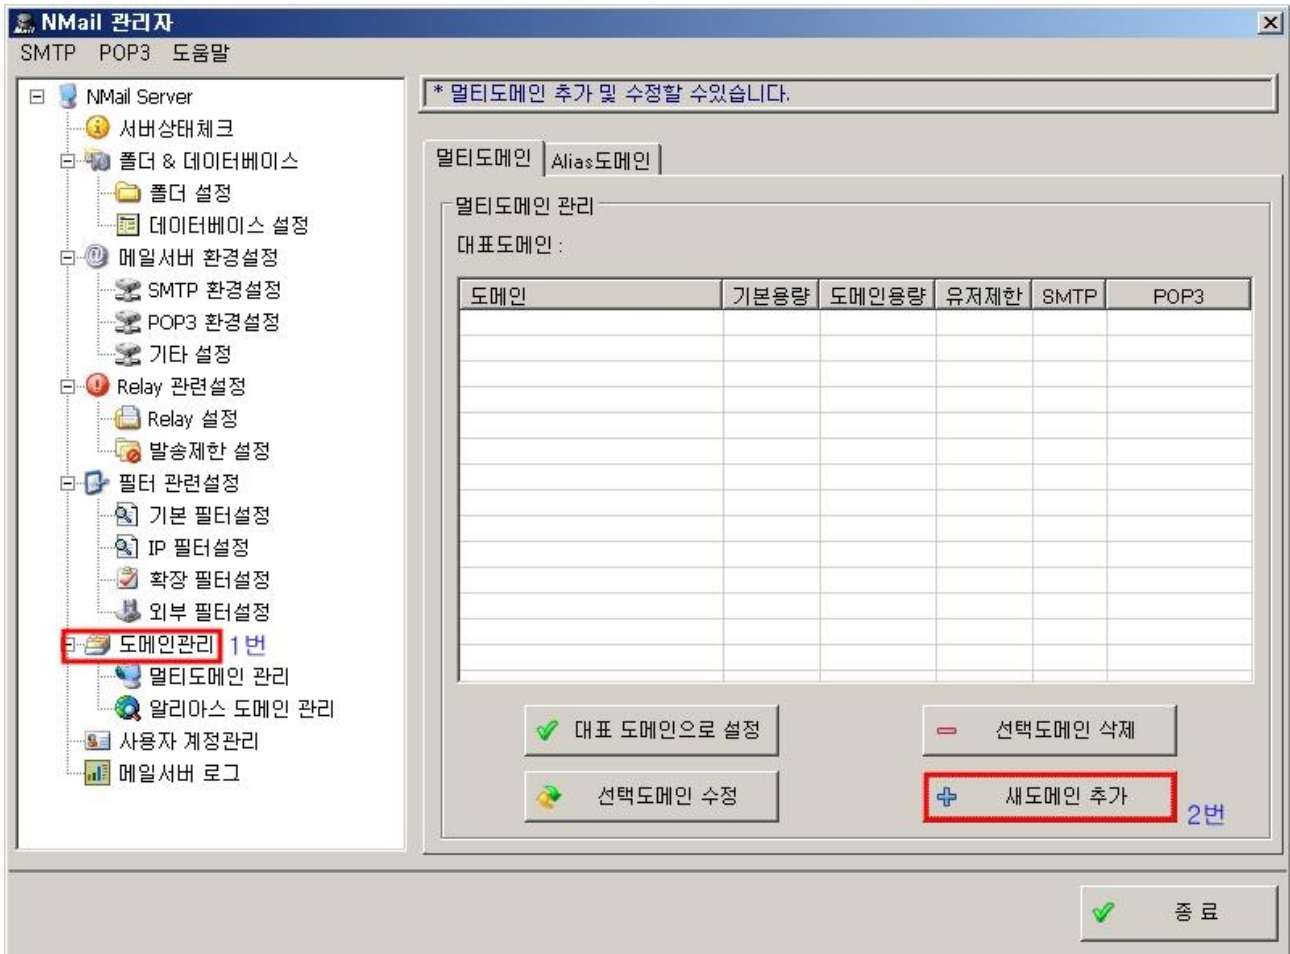 NMail 관리자
SMTP POP3 도움말
NMail Server
서버상태체크
폴더 & 데이터베이스
폴더 설정
데이터베이스 설정
메일서버 환경설정
SMTP 환경설정
POP3 환경설정
기타 설정
Relay 관련설정
Relay 설정
발송제한 설정
필터 관련설정
기본 필터설정
IP 필터설정
확장 필터설정
외부 필터설정
도메인관리 1번
멀티도메인 관리
알리아스 도메인 관리
사용자 계정관리
메일서버 로그
* 멀티도메인 추가 및 수정할 수있습니다.
멀티도메인 Alias도메인
멀티도메인 관리
대표도메인 :
도메인 기본용량 도메인용량 유저제한 SMTP POP3
대표 도메인으로 설정 선택도메인 삭제
선택도메인 수정 새도메인 추가 2번
종 료